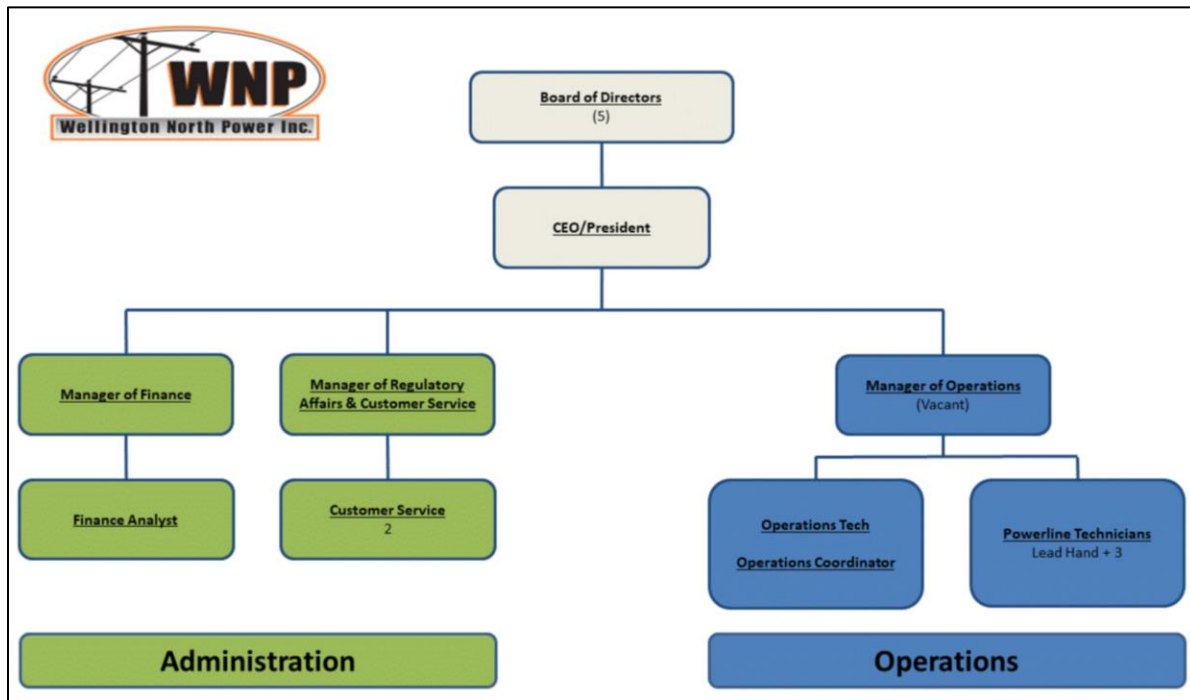 WNP
Wellington North Power Inc.
Board of Directors
(5)
CEO/President
Manager of Finance
Manager of Regulatory
Affairs & Customer Service
Manager of Operations
(Vacant)
Finance Analyst
Customer Service
2
Operations Tech
Operations Coordinator
Powerline Technicians
Lead Hand + 3
Administration
Operations